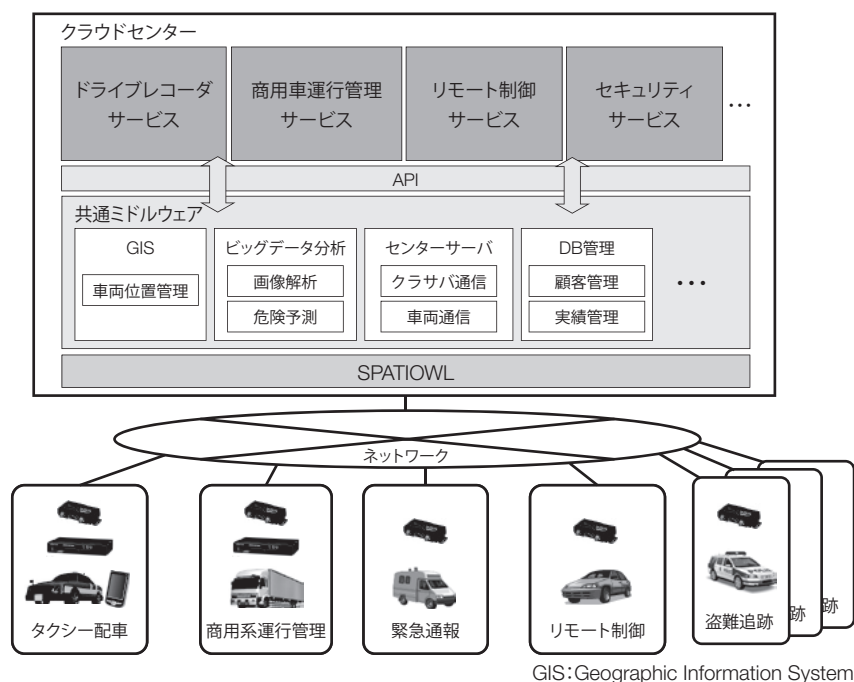 クラウドセンター
ドライブレコーダ
サービス
商用車運行管理
サービス
リモート制御
サービス
セキュリティ
サービス
…
API
共通ミドルウェア
GIS
車両位置管理
ビッグデータ分析
画像解析
危険予測
センターサーバ
クラサバ通信
車両通信
DB管理
顧客管理
実績管理
…
SPATIOWL
ネットワーク
タクシー配車
商用系運行管理
緊急通報
リモート制御
盗難追跡
跡
跡
GIS:Geographic Information System